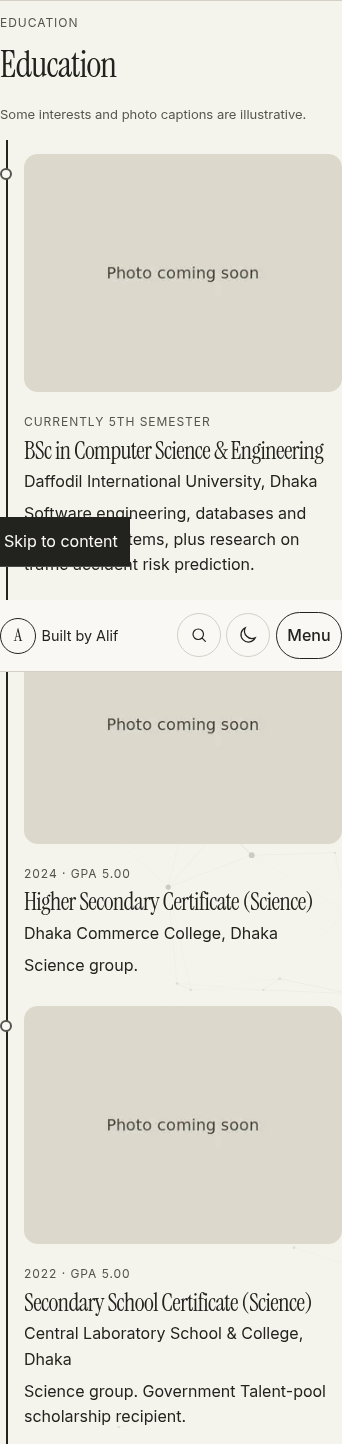 EDUCATION
Education
Some interests and photo captions are illustrative.
Photo coming soon
CURRENTLY 5TH SEMESTER
BSc in Computer Science & Engineering
Daffodil International University, Dhaka
Software engineering, databases and
Skip to content
tems, plus research on
traffic accident risk prediction.
A
Built by Alif
Menu
Photo coming soon
2024 · GPA 5.00
Higher Secondary Certificate (Science)
Dhaka Commerce College, Dhaka
Science group.
Photo coming soon
2022 · GPA 5.00
Secondary School Certificate (Science)
Central Laboratory School & College,
Dhaka
Science group. Government Talent-pool
scholarship recipient.